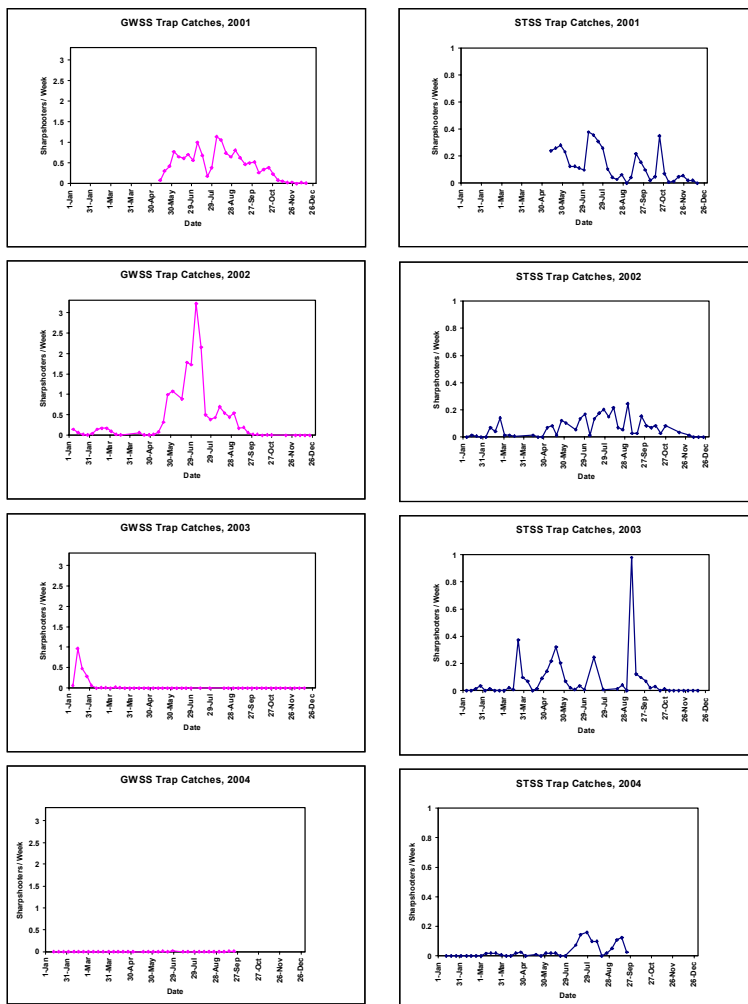 GWSS Trap Catches, 2001
3
2.5
2
1.5
1
0.5
0
Sharpshooters / Week
1-Jan
31-Jan
1-Mar
31-Mar
30-Apr
30-May
29-Jun
29-Jul
28-Aug
27-Sep
27-Oct
26-Nov
26-Dec
Date
STSS Trap Catches, 2001
1
0.8
0.6
0.4
0.2
0
Sharpshooters / Week
1-Jan
31-Jan
1-Mar
31-Mar
30-Apr
30-May
29-Jun
29-Jul
28-Aug
27-Sep
27-Oct
26-Nov
26-Dec
Date
GWSS Trap Catches, 2002
3
2.5
2
1.5
1
0.5
0
Sharpshooters / Week
1-Jan
31-Jan
1-Mar
31-Mar
30-Apr
30-May
29-Jun
29-Jul
28-Aug
27-Sep
27-Oct
26-Nov
26-Dec
Date
STSS Trap Catches, 2002
1
0.8
0.6
0.4
0.2
0
Sharpshooters / Week
1-Jan
31-Jan
1-Mar
31-Mar
30-Apr
30-May
29-Jun
29-Jul
28-Aug
27-Sep
27-Oct
26-Nov
26-Dec
Date
GWSS Trap Catches, 2003
3
2.5
2
1.5
1
0.5
0
Sharpshooters / Week
1-Jan
31-Jan
1-Mar
31-Mar
30-Apr
30-May
29-Jun
29-Jul
28-Aug
27-Sep
27-Oct
26-Nov
26-Dec
Date
STSS Trap Catches, 2003
1
0.8
0.6
0.4
0.2
0
Sharpshooters / Week
1-Jan
31-Jan
1-Mar
31-Mar
30-Apr
30-May
29-Jun
29-Jul
28-Aug
27-Sep
27-Oct
26-Nov
26-Dec
Date
GWSS Trap Catches, 2004
3
2.5
2
1.5
1
0.5
0
Sharpshooters / Week
1-Jan
31-Jan
1-Mar
31-Mar
30-Apr
30-May
29-Jun
29-Jul
28-Aug
27-Sep
27-Oct
26-Nov
26-Dec
Date
STSS Trap Catches, 2004
1
0.8
0.6
0.4
0.2
0
Sharpshooters / Week
1-Jan
31-Jan
1-Mar
31-Mar
30-Apr
30-May
29-Jun
29-Jul
28-Aug
27-Sep
27-Oct
26-Nov
26-Dec
Date